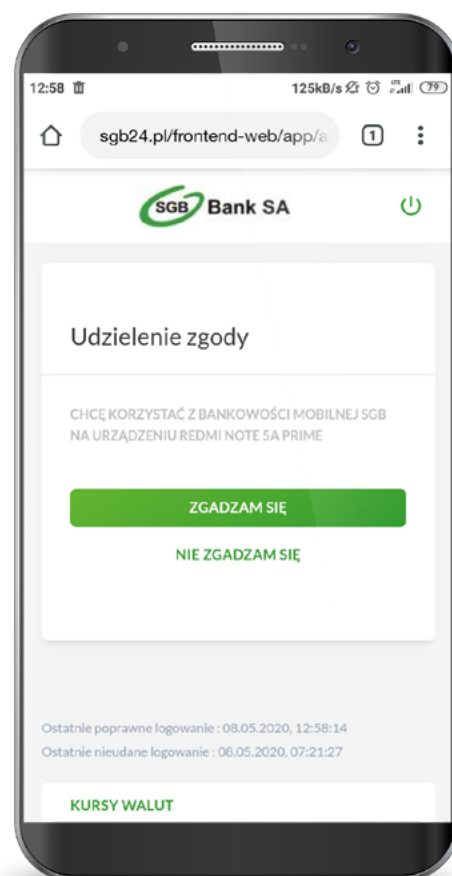 12:58 125kB/s 79
sgb24.pl/frontend-web/app/a 1
SGB Bank SA
Udzielenie zgody
CHCĘ KORZYSTAĆ Z BANKOWOŚCI MOBILNEJ SGB
NA URZĄDZENIU REDMI NOTE 5A PRIME
ZGADZAM SIĘ
NIE ZGADZAM SIĘ
Ostatnie poprawne logowanie : 08.05.2020, 12:58:14
Ostatnie nieudane logowanie : 08.05.2020, 07:21:27
KURSY WALUT